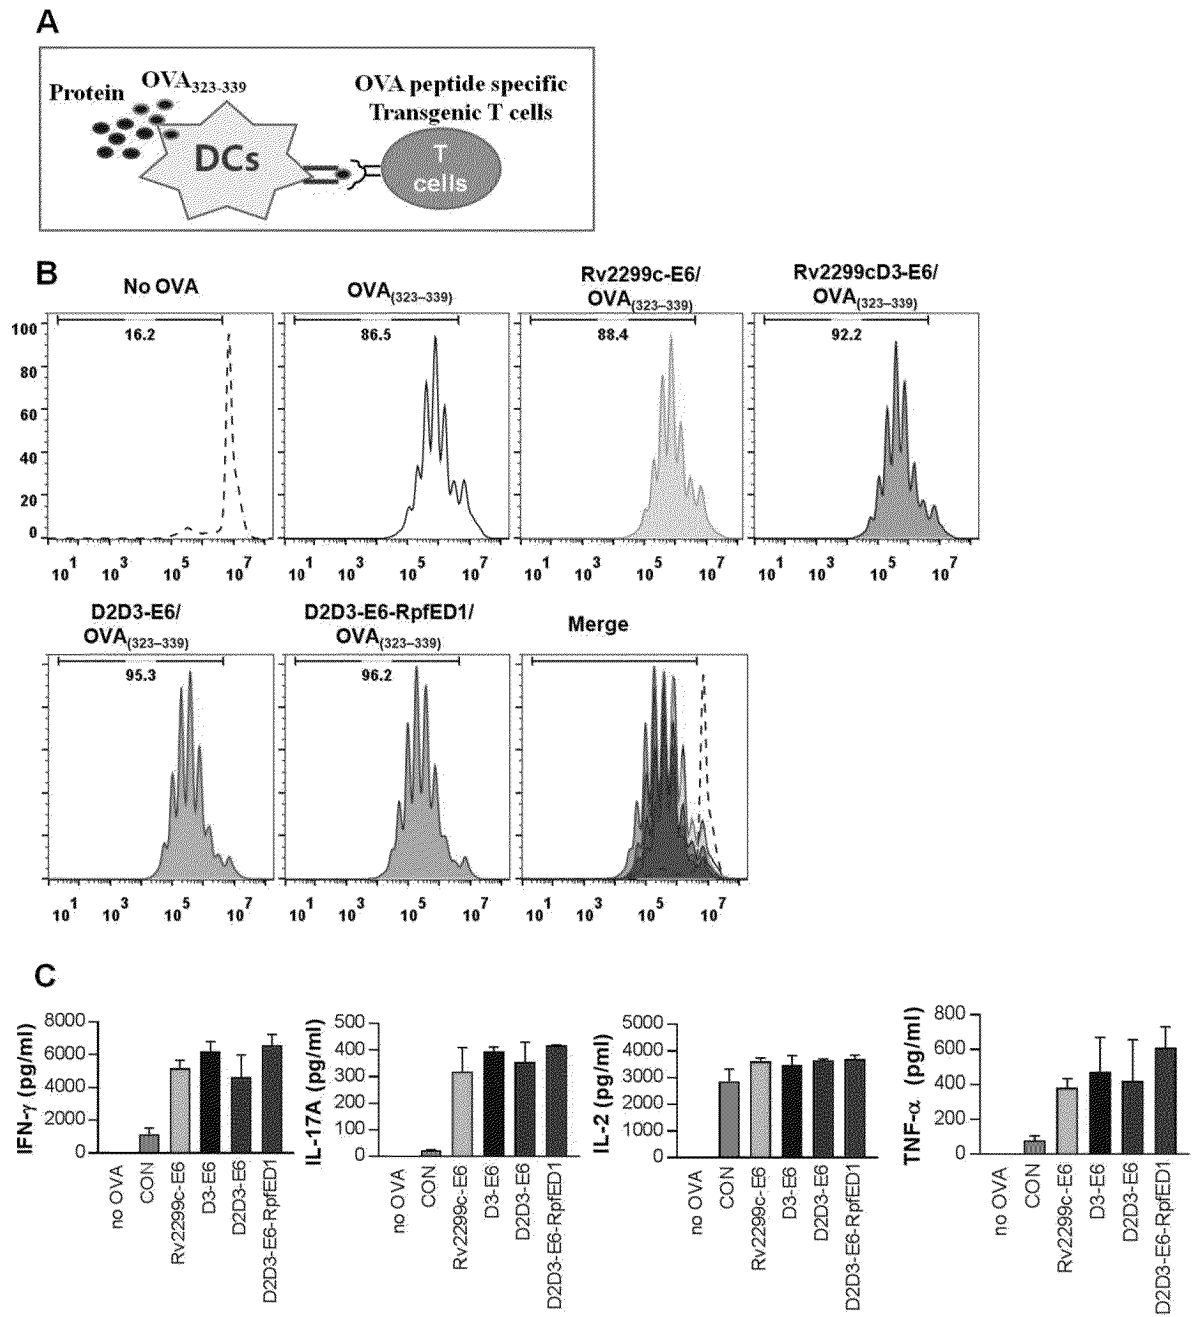 A
Protein
OVA323-339
OVA peptide specific
Transgenic T cells
DCs
T
cells
B
No OVA
OVA(323–339)
Rv2299c-E6/
OVA(323–339)
Rv2299cD3-E6/
OVA(323–339)
16.2
86.5
88.4
92.2
100
80
60
40
20
0
10^1 10^3 10^5 10^7
10^1 10^3 10^5 10^7
10^1 10^3 10^5 10^7
10^1 10^3 10^5 10^7
D2D3-E6/
OVA(323–339)
D2D3-E6-RpfED1/
OVA(323–339)
Merge
95.3
96.2
10^1 10^3 10^5 10^7
10^1 10^3 10^5 10^7
10^1 10^3 10^5 10^7
C
IFN-γ (pg/ml)
8000
6000
4000
2000
0
no OVA
CON
Rv2299c-E6
D3-E6
D2D3-E6
D2D3-E6-RpfED1
IL-17A (pg/ml)
500
400
300
200
100
0
no OVA
CON
Rv2299c-E6
D3-E6
D2D3-E6
D2D3-E6-RpfED1
IL-2 (pg/ml)
5000
4000
3000
2000
1000
0
no OVA
CON
Rv2299c-E6
D3-E6
D2D3-E6
D2D3-E6-RpfED1
TNF-α (pg/ml)
800
600
400
200
0
no OVA
CON
Rv2299c-E6
D3-E6
D2D3-E6
D2D3-E6-RpfED1